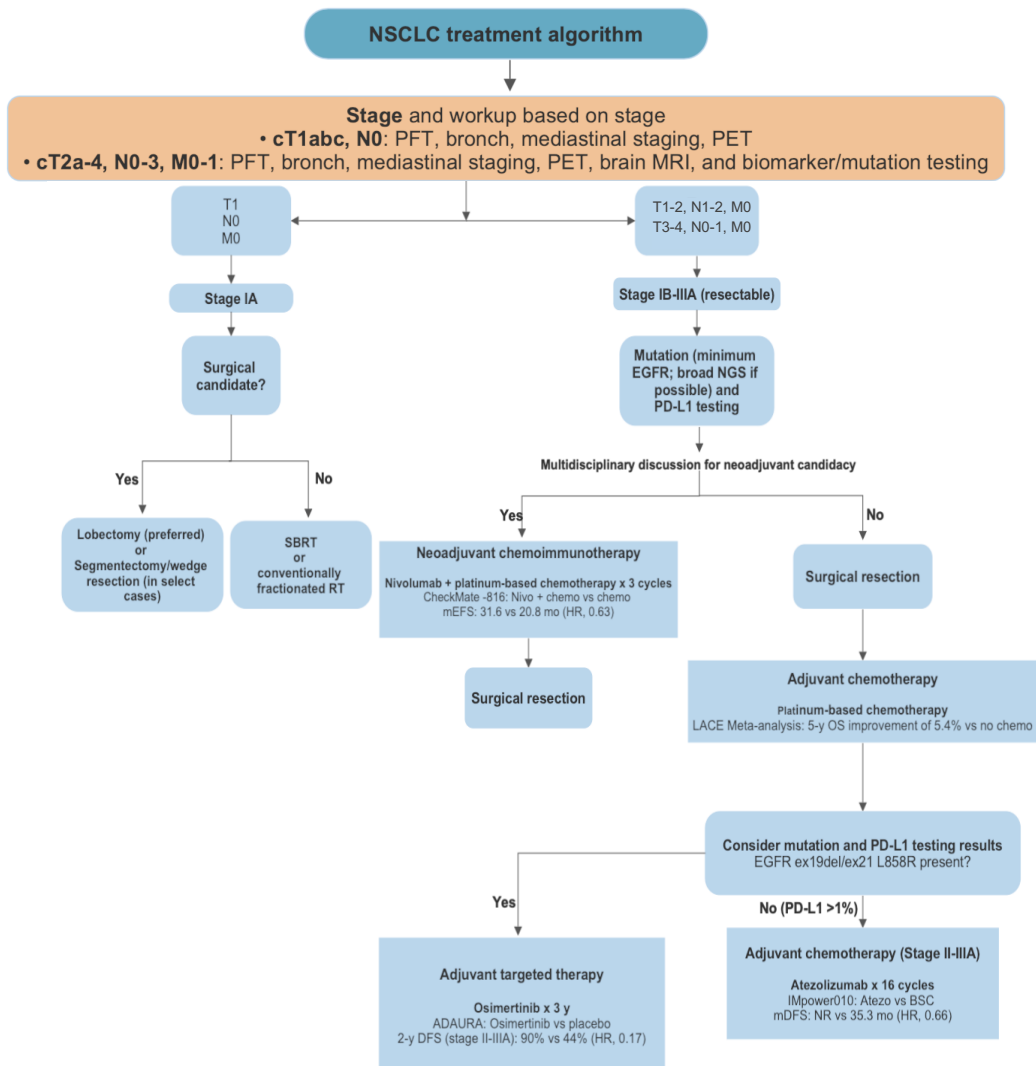 NSCLC treatment algorithm
Stage and workup based on stage
• cT1abc, N0: PFT, bronch, mediastinal staging, PET
• cT2a-4, N0-3, M0-1: PFT, bronch, mediastinal staging, PET, brain MRI, and biomarker/mutation testing
T1
N0
M0
T1-2, N1-2, M0
T3-4, N0-1, M0
Stage IA
Stage IB-IIIA (resectable)
Surgical
candidate?
Mutation (minimum
EGFR; broad NGS if
possible) and
PD-L1 testing
Multidisciplinary discussion for neoadjuvant candidacy
Yes
No
Yes
No
Lobectomy (preferred)
or
Segmentectomy/wedge
resection (in select
cases)
SBRT
or
conventionally
fractionated RT
Neoadjuvant chemoimmunotherapy
Nivolumab + platinum-based chemotherapy x 3 cycles
CheckMate -816: Nivo + chemo vs chemo
mEFS: 31.6 vs 20.8 mo (HR, 0.63)
Surgical resection
Surgical resection
Adjuvant chemotherapy
Platinum-based chemotherapy
LACE Meta-analysis: 5-y OS improvement of 5.4% vs no chemo
Consider mutation and PD-L1 testing results
EGFR ex19del/ex21 L858R present?
Yes
No (PD-L1 >1%)
Adjuvant targeted therapy
Osimertinib x 3 y
ADAURA: Osimertinib vs placebo
2-y DFS (stage II-IIIA): 90% vs 44% (HR, 0.17)
Adjuvant chemotherapy (Stage II-IIIA)
Atezolizumab x 16 cycles
IMpower010: Atezo vs BSC
mDFS: NR vs 35.3 mo (HR, 0.66)